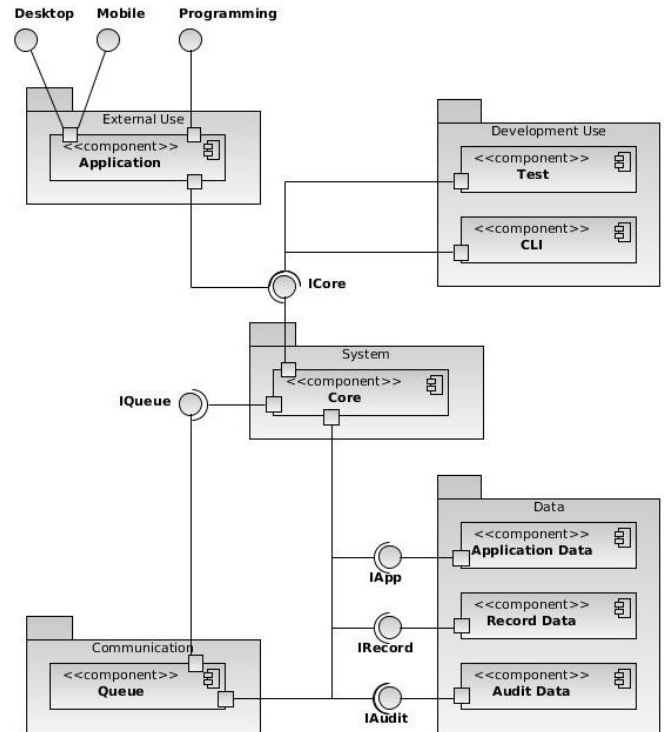 Desktop
Mobile
Programming
External Use
<<component>>
Application
Development Use
<<component>>
Test
<<component>>
CLI
ICore
System
<<component>>
Core
IQueue
Data
<<component>>
Application Data
IApp
<<component>>
Record Data
IRecord
Communication
<<component>>
Queue
<<component>>
Audit Data
IAudit